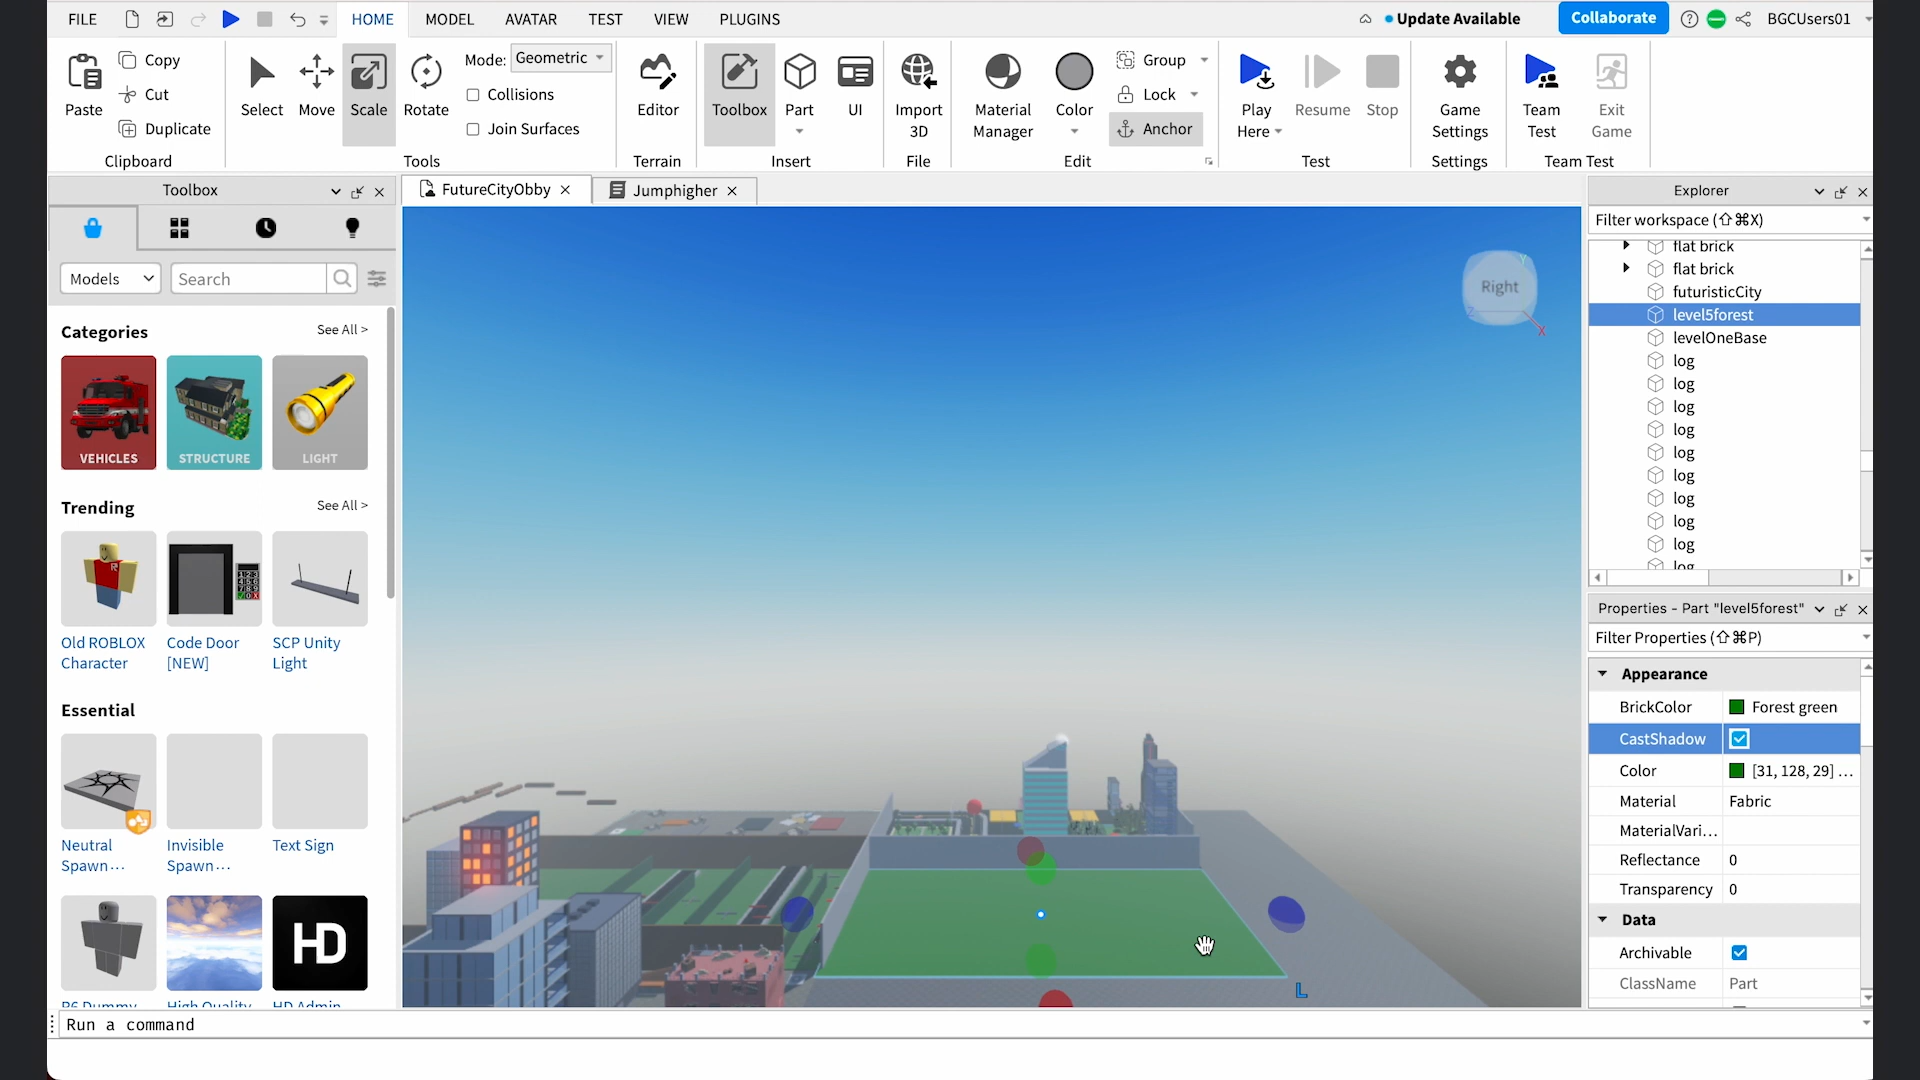 FILE HOME MODEL AVATAR TEST VIEW PLUGINS Update Available Collaborate BGCUsers01
Copy
Cut
Duplicate
Paste
Clipboard
Select Move Scale Rotate
Mode: Geometric
Collisions
Join Surfaces
Tools
Editor
Terrain
Toolbox Part UI
Insert
Import
3D
File
Material
Manager
Color
Group
Lock
Anchor
Edit
Play
Here
Resume Stop
Test
Game
Settings
Settings
Team
Test
Exit
Game
Team Test
Toolbox
FutureCityObby
Jumphigher
Models
Search
Categories
See All >
VEHICLES
STRUCTURE
LIGHT
Trending
See All >
Old ROBLOX
Character
Code Door
[NEW]
SCP Unity
Light
Essential
Neutral
Spawn...
Invisible
Spawn...
Text Sign
HD
R6 Dummy
High Quality
HD Admin
Right
Y
Z
X
L
Explorer
Filter workspace (⇧⌘X)
flat brick
flat brick
futuristicCity
level5forest
levelOneBase
log
log
log
log
log
log
log
log
log
log
Properties - Part "level5forest"
Filter Properties (⇧⌘P)
Appearance
BrickColor Forest green
CastShadow
Color [31, 128, 29] ...
Material Fabric
MaterialVari...
Reflectance 0
Transparency 0
Data
Archivable
ClassName Part
Run a command